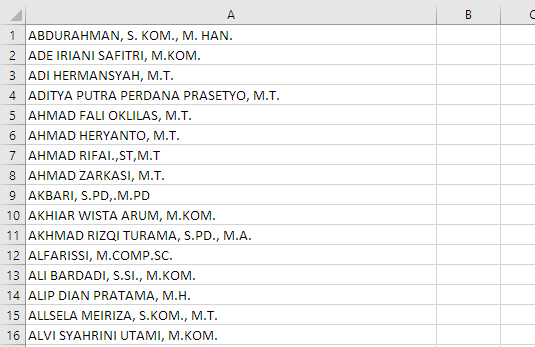 A B C
1 ABDURAHMAN, S. KOM., M. HAN.
2 ADE IRIANI SAFITRI, M.KOM.
3 ADI HERMANSYAH, M.T.
4 ADITYA PUTRA PERDANA PRASETYO, M.T.
5 AHMAD FALI OKLILAS, M.T.
6 AHMAD HERYANTO, M.T.
7 AHMAD RIFAI.,ST,M.T
8 AHMAD ZARKASI, M.T.
9 AKBARI, S.PD,.M.PD
10 AKHIAR WISTA ARUM, M.KOM.
11 AKHMAD RIZQI TURAMA, S.PD., M.A.
12 ALFARISSI, M.COMP.SC.
13 ALI BARDADI, S.SI., M.KOM.
14 ALIP DIAN PRATAMA, M.H.
15 ALLSELA MEIRIZA, S.KOM., M.T.
16 ALVI SYAHRINI UTAMI, M.KOM.